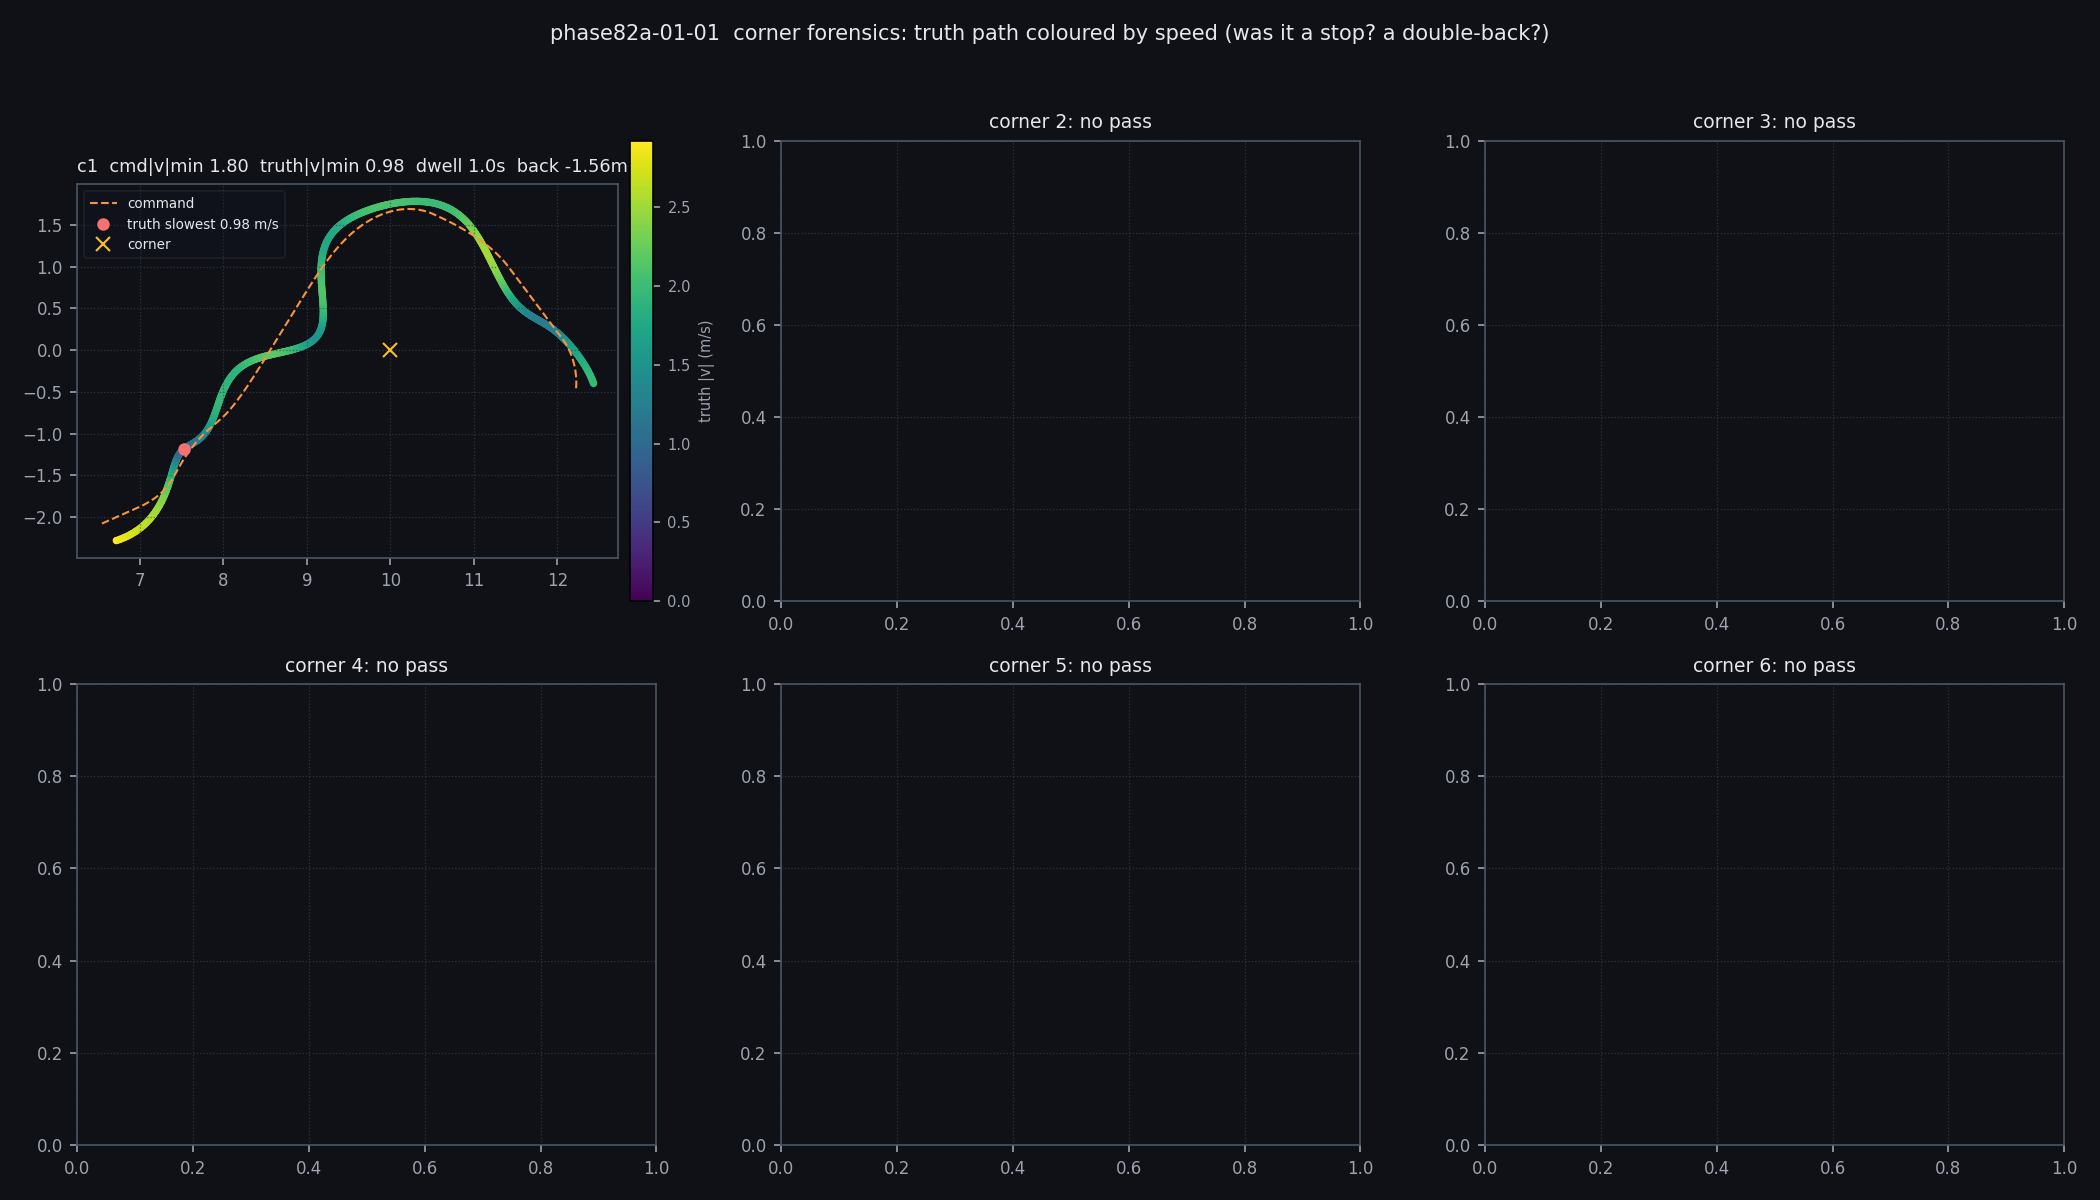 phase82a-01-01  corner forensics: truth path coloured by speed (was it a stop? a double-back?)
c1  cmd|v|min 1.80  truth|v|min 0.98  dwell 1.0s  back -1.56m
command
truth slowest 0.98 m/s
corner
1.5
1.0
0.5
0.0
−0.5
−1.0
−1.5
−2.0
7 8 9 10 11 12
2.5
2.0
1.5
1.0
0.5
0.0
truth |v| (m/s)
corner 2: no pass
1.0
0.8
0.6
0.4
0.2
0.0
0.0 0.2 0.4 0.6 0.8 1.0
corner 3: no pass
1.0
0.8
0.6
0.4
0.2
0.0
0.0 0.2 0.4 0.6 0.8 1.0
corner 4: no pass
1.0
0.8
0.6
0.4
0.2
0.0
0.0 0.2 0.4 0.6 0.8 1.0
corner 5: no pass
1.0
0.8
0.6
0.4
0.2
0.0
0.0 0.2 0.4 0.6 0.8 1.0
corner 6: no pass
1.0
0.8
0.6
0.4
0.2
0.0
0.0 0.2 0.4 0.6 0.8 1.0